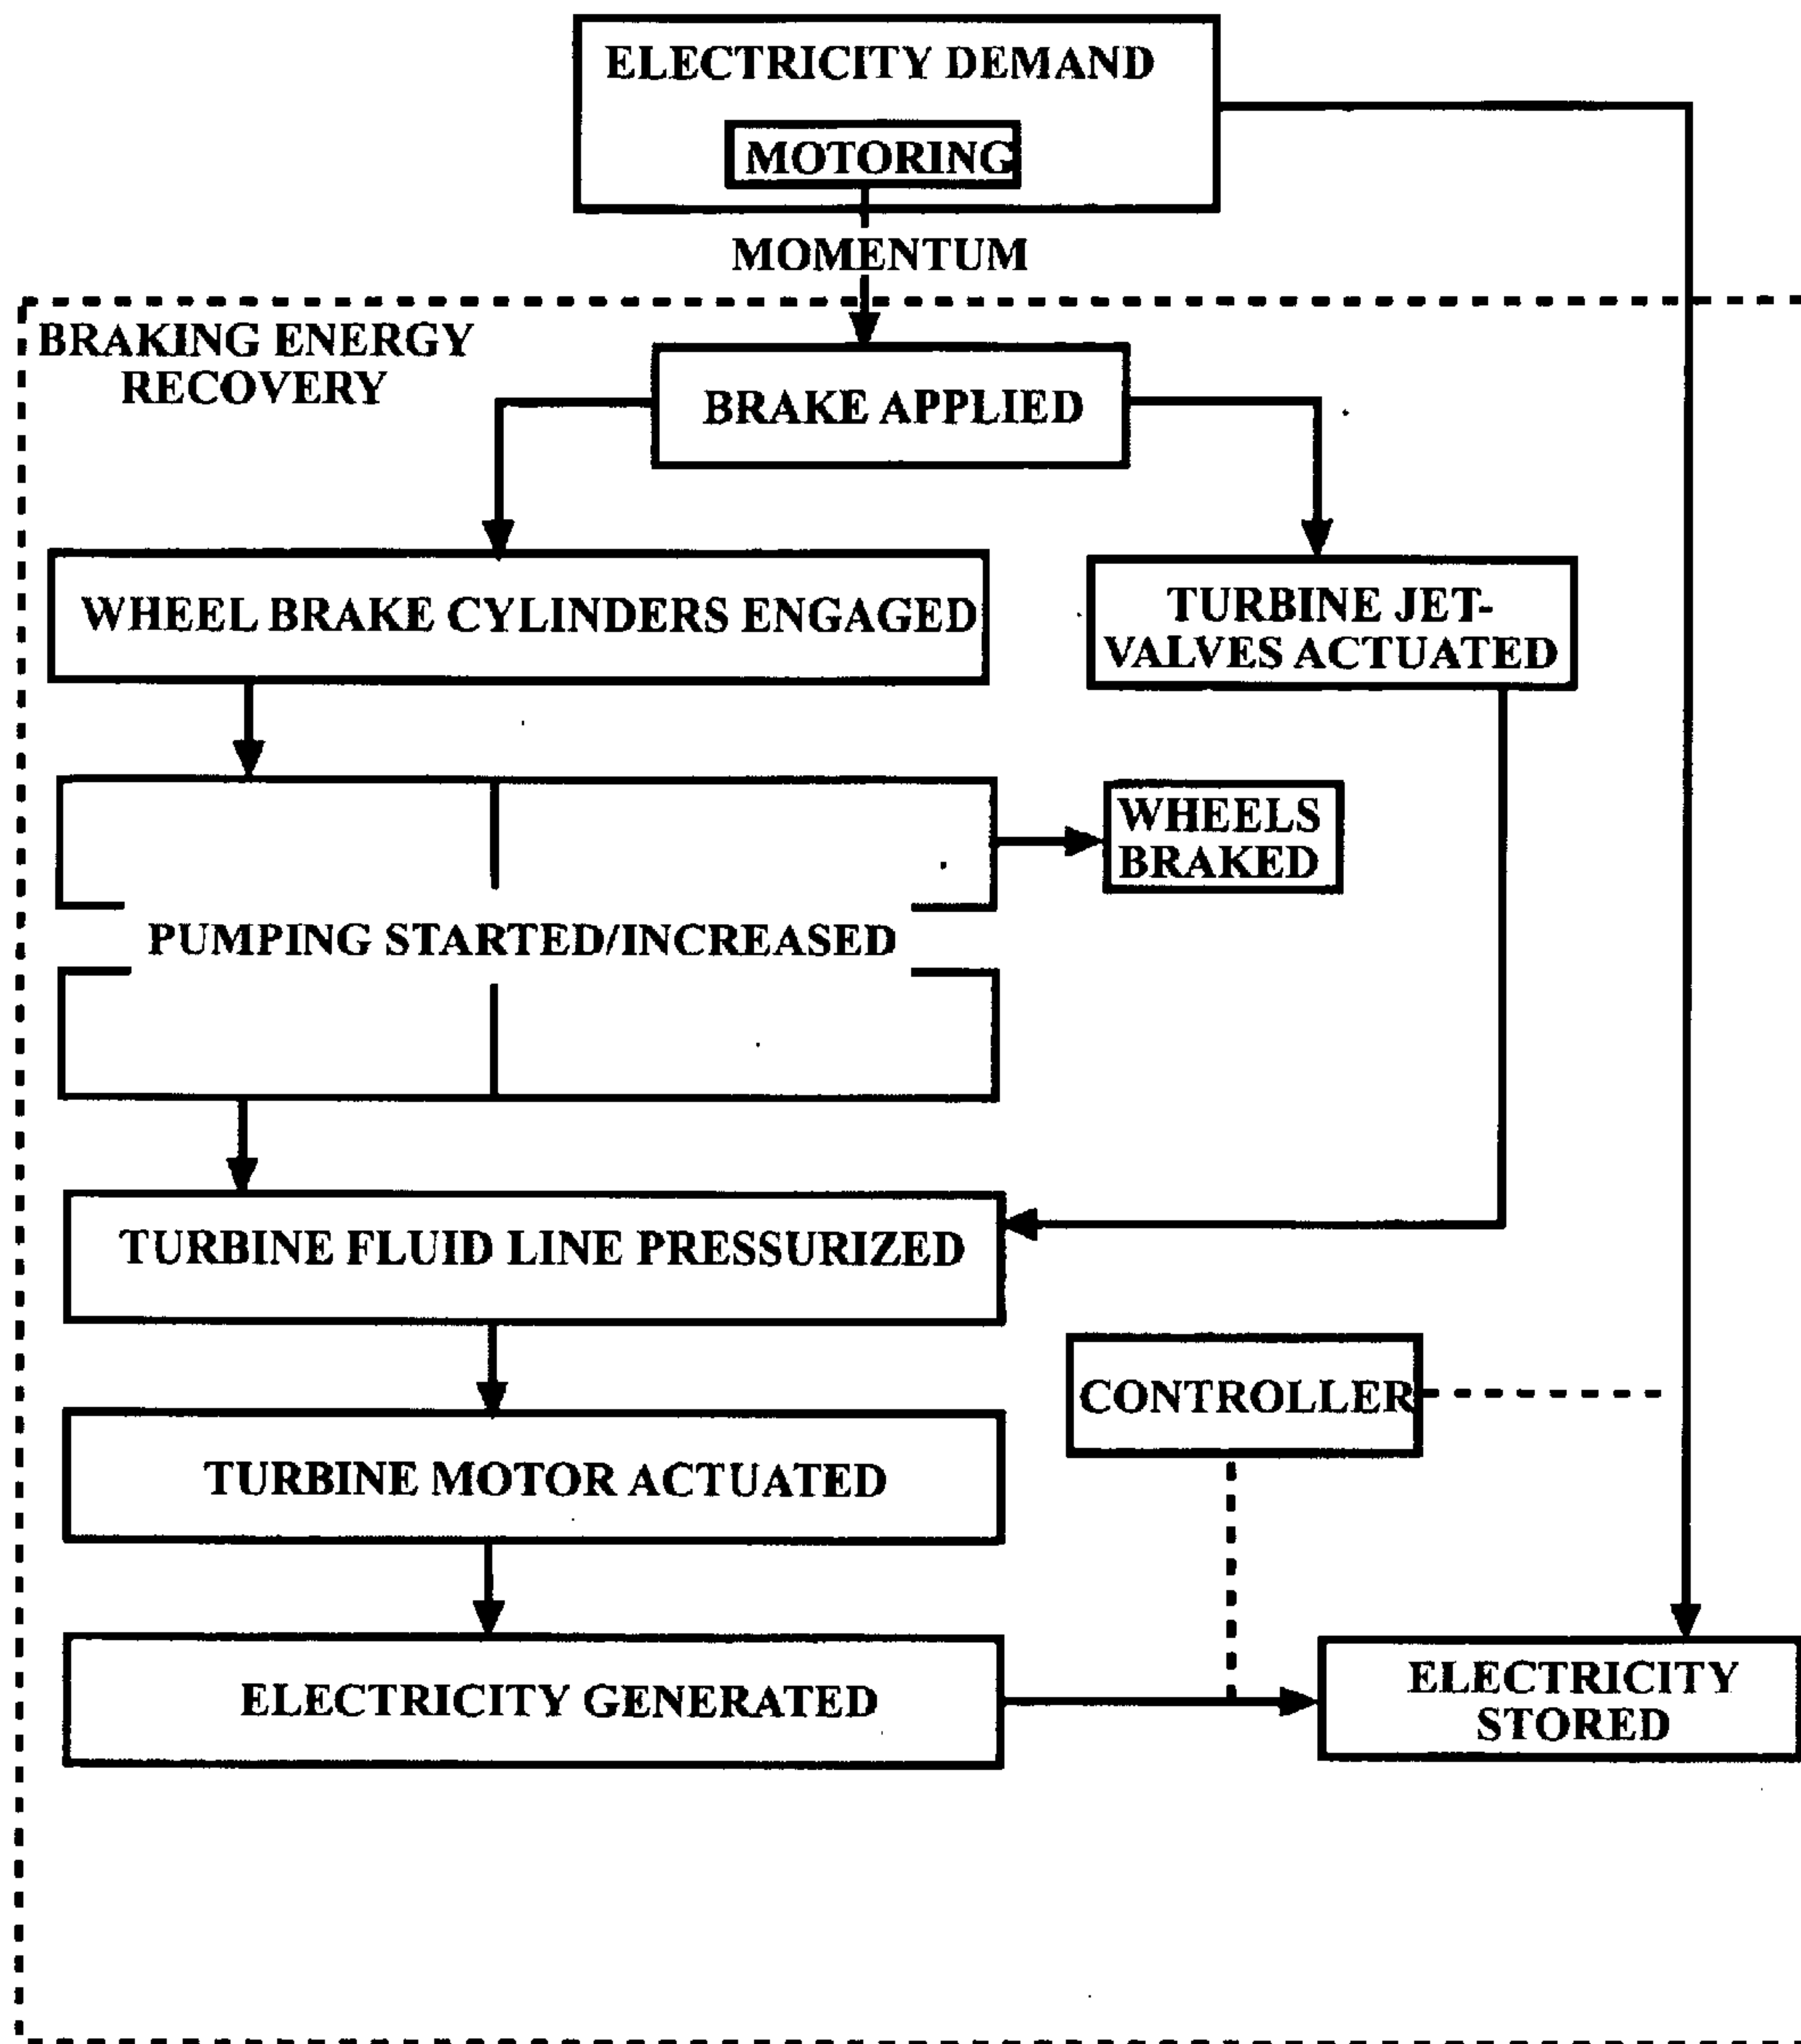 ELECTRICITY DEMAND
MOTORING
MOMENTUM
BRAKING ENERGY
RECOVERY
BRAKE APPLIED
WHEEL BRAKE CYLINDERS ENGAGED
TURBINE JET-
VALVES ACTUATED
WHEELS
BRAKED
PUMPING STARTED/INCREASED
TURBINE FLUID LINE PRESSURIZED
CONTROLLER
TURBINE MOTOR ACTUATED
ELECTRICITY GENERATED
ELECTRICITY
STORED